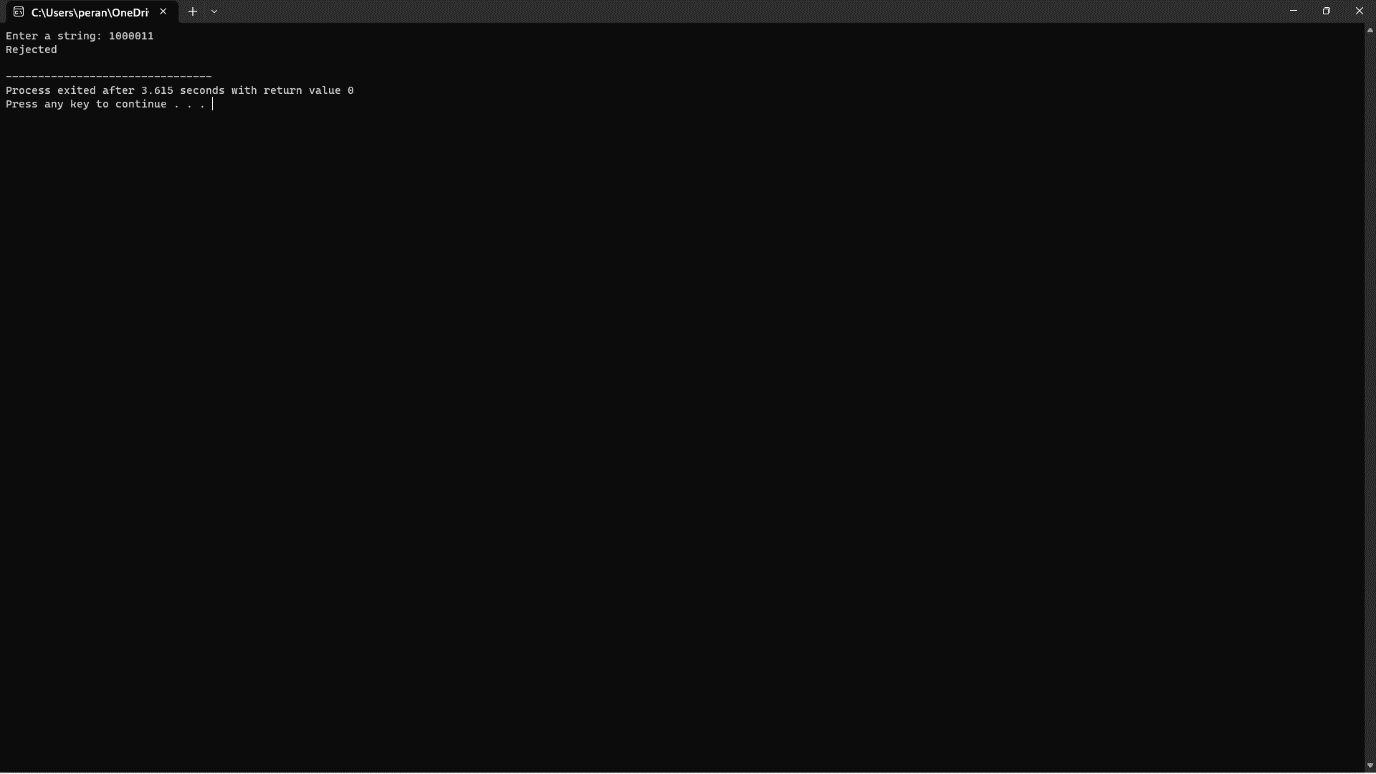 C:\Users\peran\OneDri
Enter a string: 1000011
Rejected
--------------------------------
Process exited after 3.615 seconds with return value 0
Press any key to continue . . .